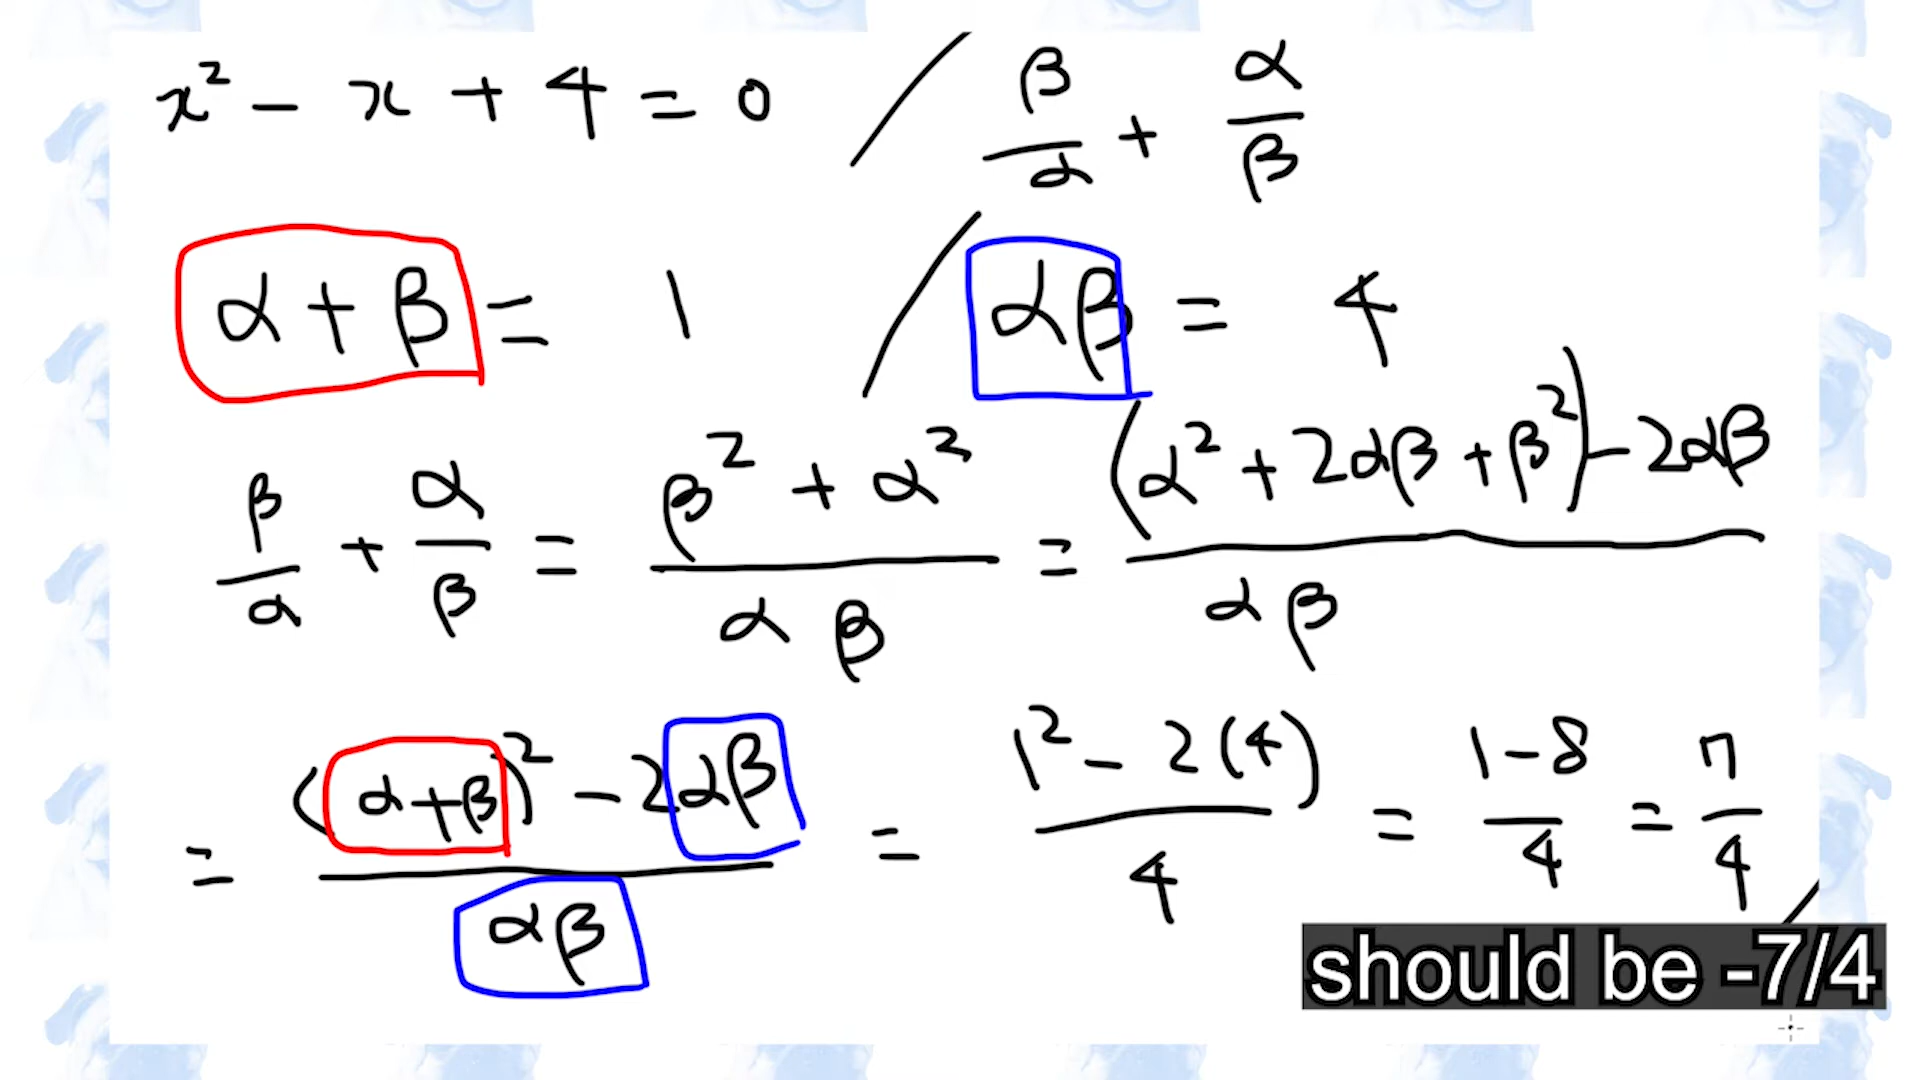 x² - x + 4 = 0 / β/α + α/β
α + β = 1 / αβ = 4
β/α + α/β = (β² + α²)/(αβ) = ((α² + 2αβ + β²) - 2αβ)/(αβ)
= ((α+β)² - 2αβ)/(αβ) = (1² - 2(4))/4 = (1-8)/4 = 7/4
should be -7/4